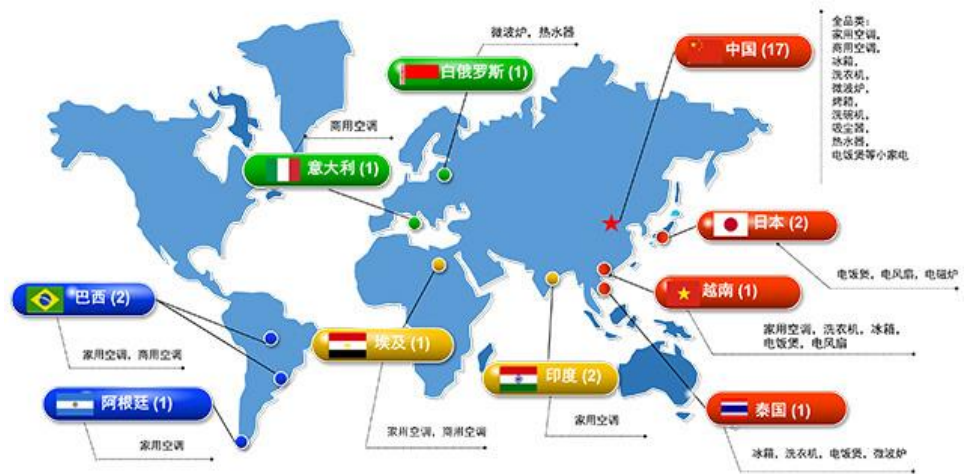 微波炉，热水器
白俄罗斯 (1)
中国 (17)
全品类：
家用空调，
商用空调，
冰箱，
洗衣机，
微波炉，
烤箱，
洗碗机，
吸尘器，
热水器，
电饭煲等小家电
商用空调
意大利 (1)
日本 (2)
电饭煲，电风扇，电磁炉
越南 (1)
家用空调，洗衣机，冰箱，
电饭煲，电风扇
巴西 (2)
家用空调，商用空调
埃及 (1)
家用空调，商用空调
印度 (2)
家用空调
阿根廷 (1)
家用空调
泰国 (1)
冰箱，洗衣机，电饭煲，微波炉